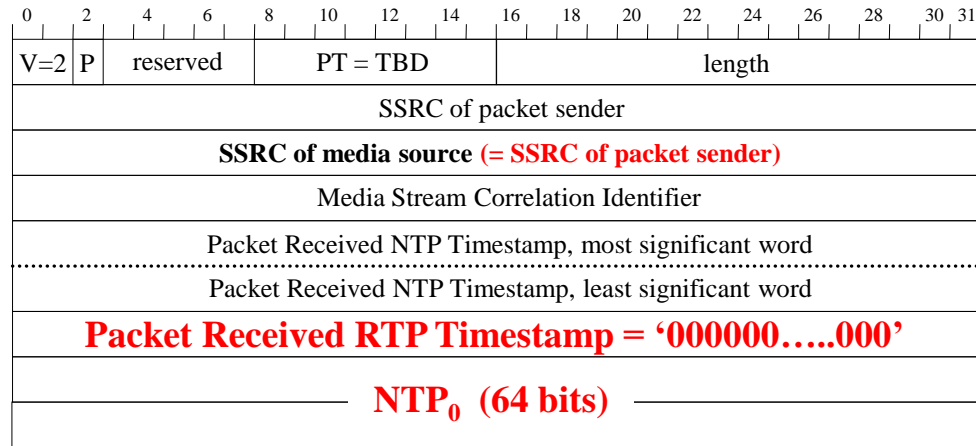 0 2 4 6 8 10 12 14 16 18 20 22 24 26 28 30 31
V=2 P reserved PT = TBD length
SSRC of packet sender
SSRC of media source (= SSRC of packet sender)
Media Stream Correlation Identifier
Packet Received NTP Timestamp, most significant word
Packet Received NTP Timestamp, least significant word
Packet Received RTP Timestamp = ‘000000…..000’
NTP₀ (64 bits)